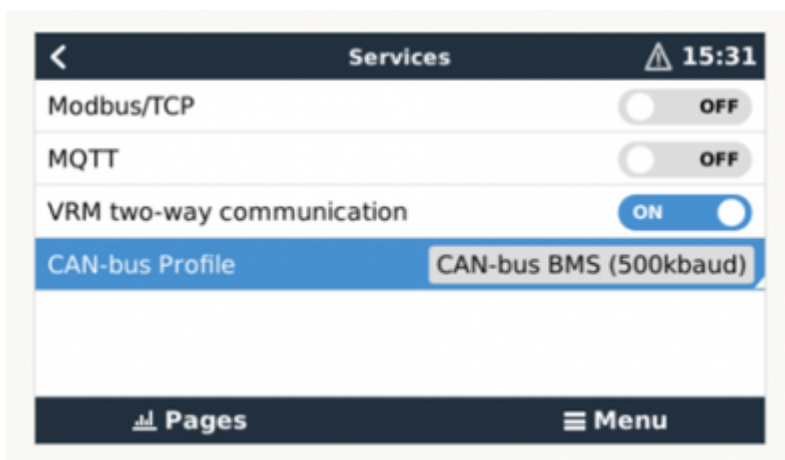 Services 15:31
Modbus/TCP OFF
MQTT OFF
VRM two-way communication ON
CAN-bus Profile CAN-bus BMS (500kbaud)
Pages Menu